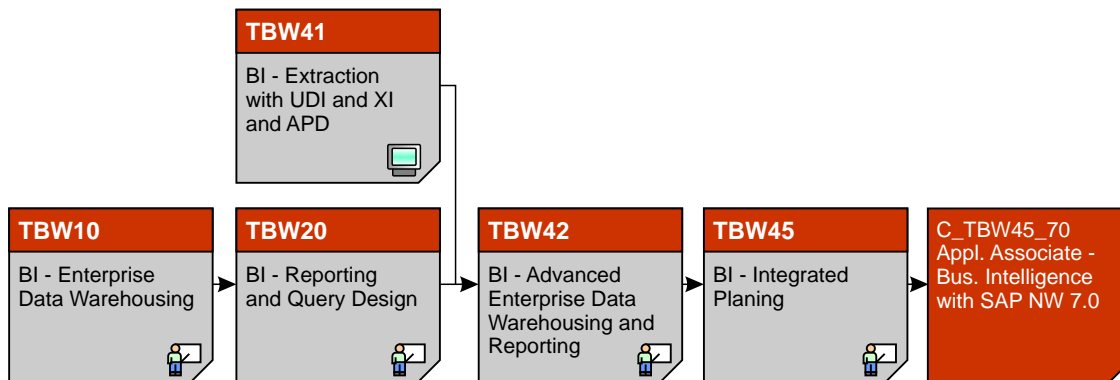 TBW41
BI - Extraction
with UDI and XI
and APD
TBW10
BI - Enterprise
Data Warehousing
TBW20
BI - Reporting
and Query Design
TBW42
BI - Advanced
Enterprise Data
Warehousing and
Reporting
TBW45
BI - Integrated
Planing
C_TBW45_70
Appl. Associate -
Bus. Intelligence
with SAP NW 7.0